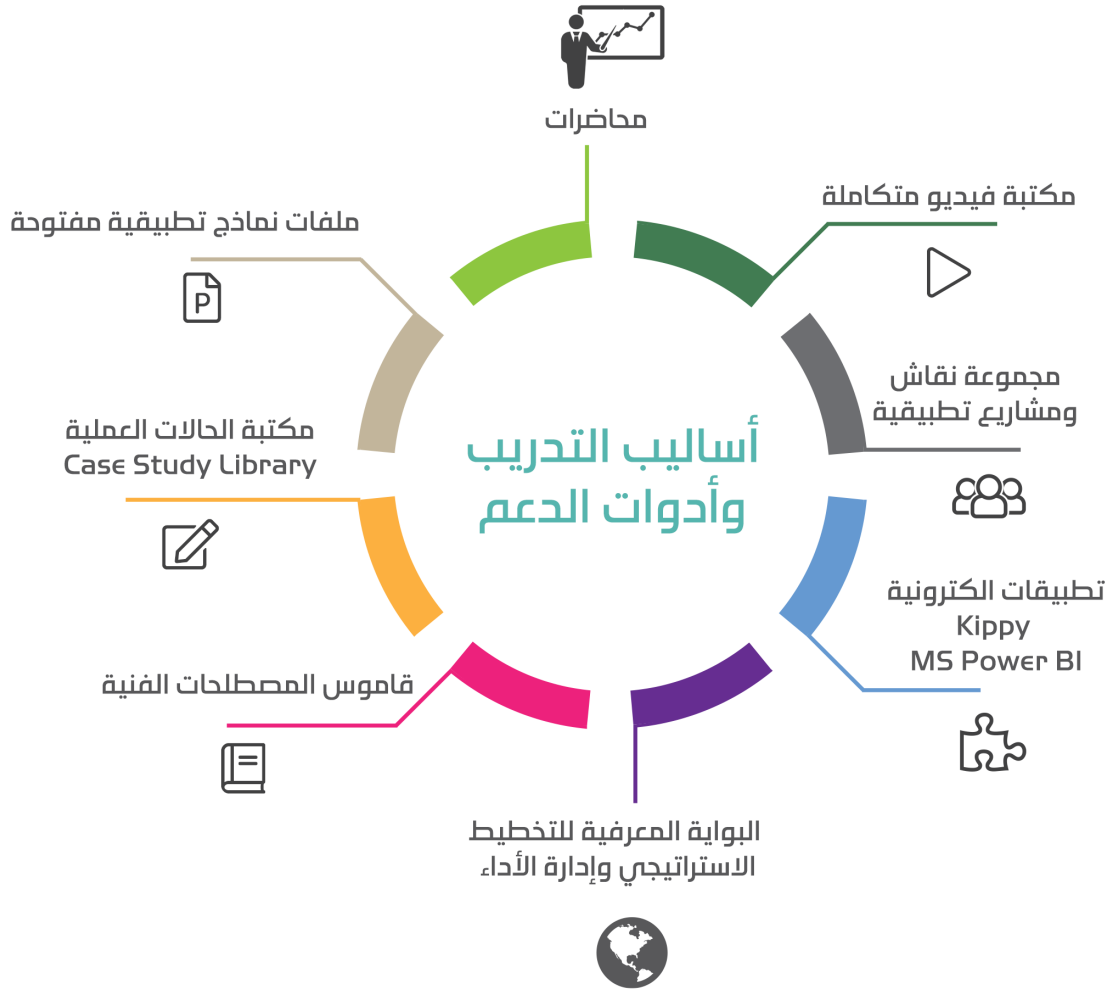 محاضرات
مكتبة فيديو متكاملة
مجموعة نقاش
ومشاريع تطبيقية
تطبيقات الكترونية
Kippy
MS Power BI
البوابة المعرفية للتخطيط
الاستراتيجي وإدارة الأداء
قاموس المصطلحات الفنية
مكتبة الحالات العملية
Case Study Library
ملفات نماذج تطبيقية مفتوحة
P
أساليب التدريب
وأدوات الدعم